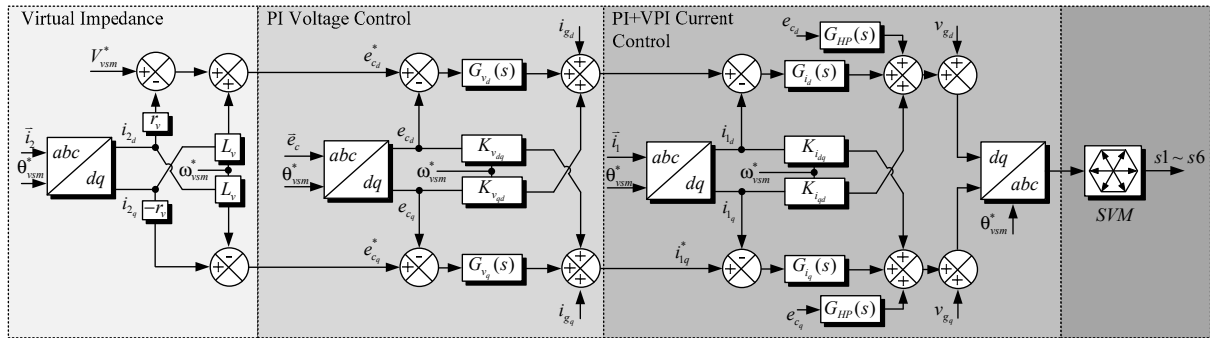 Virtual Impedance
V*vsm
+
+
-
+
+
rv
i2
θ*vsm
abc
dq
i2d
i2q
Lv
ω*vsm
Lv
-rv
-
+
PI Voltage Control
e*cd
+
-
Gvd(s)
igd
+
+
+
ec
θ*vsm
abc
dq
ecd
ecq
Kvdq
ω*vsm
Kvqd
e*cq
+
-
Gvq(s)
+
+
+
igq
PI+VPI Current
Control
ecd
GHP(s)
vgd
+
-
Gid(s)
+
+
+
+
+
i1
θ*vsm
abc
dq
i1d
i1q
Kidq
ω*vsm
Kiqd
i*1q
+
-
Giq(s)
+
+
+
+
+
ecq
GHP(s)
vgq
dq
abc
θ*vsm
SVM
s1 ~ s6